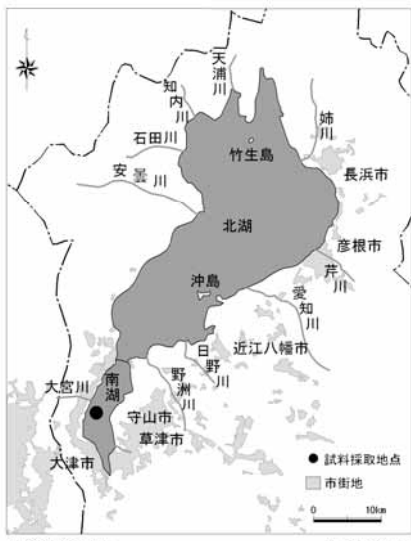 天浦川
知内川
石田川
安曇川
姉川
竹生島
長浜市
北湖
彦根市
芹川
沖島
愛知川
近江八幡市
日野川
野洲川
大宮川
南湖
守山市
草津市
大津市
試料採取地点
市街地
0 10km